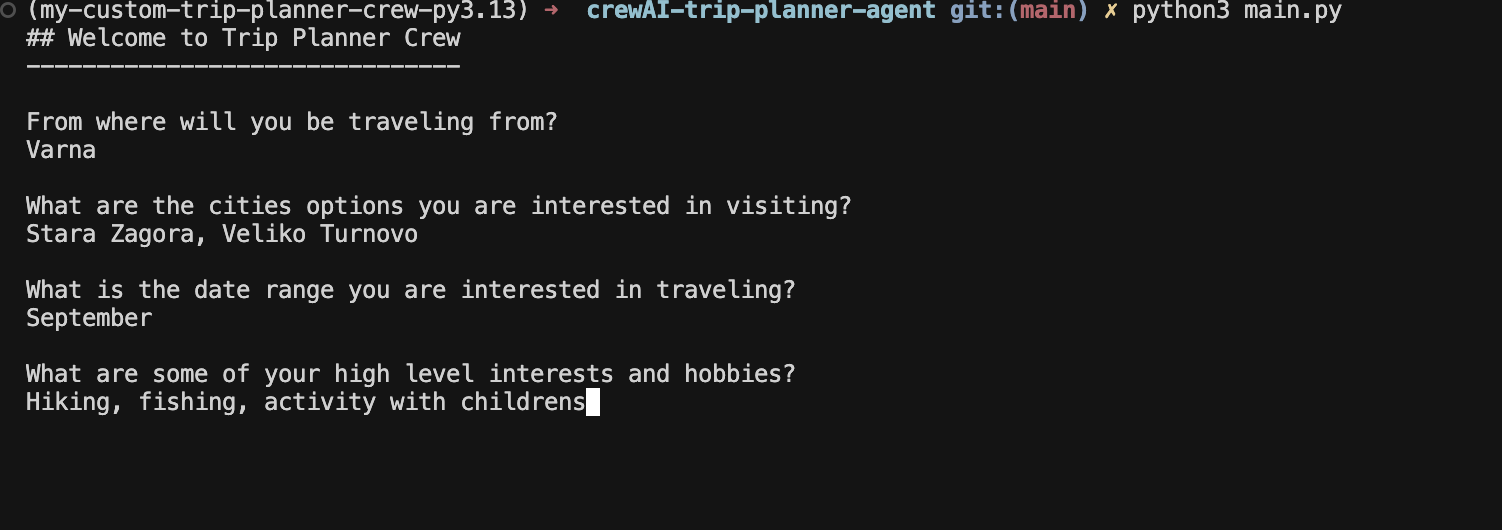 (my-custom-trip-planner-crew-py3.13) ➜  crewAI-trip-planner-agent git:(main) ✗ python3 main.py
## Welcome to Trip Planner Crew
-------------------------------
From where will you be traveling from?
Varna
What are the cities options you are interested in visiting?
Stara Zagora, Veliko Turnovo
What is the date range you are interested in traveling?
September
What are some of your high level interests and hobbies?
Hiking, fishing, activity with childrens